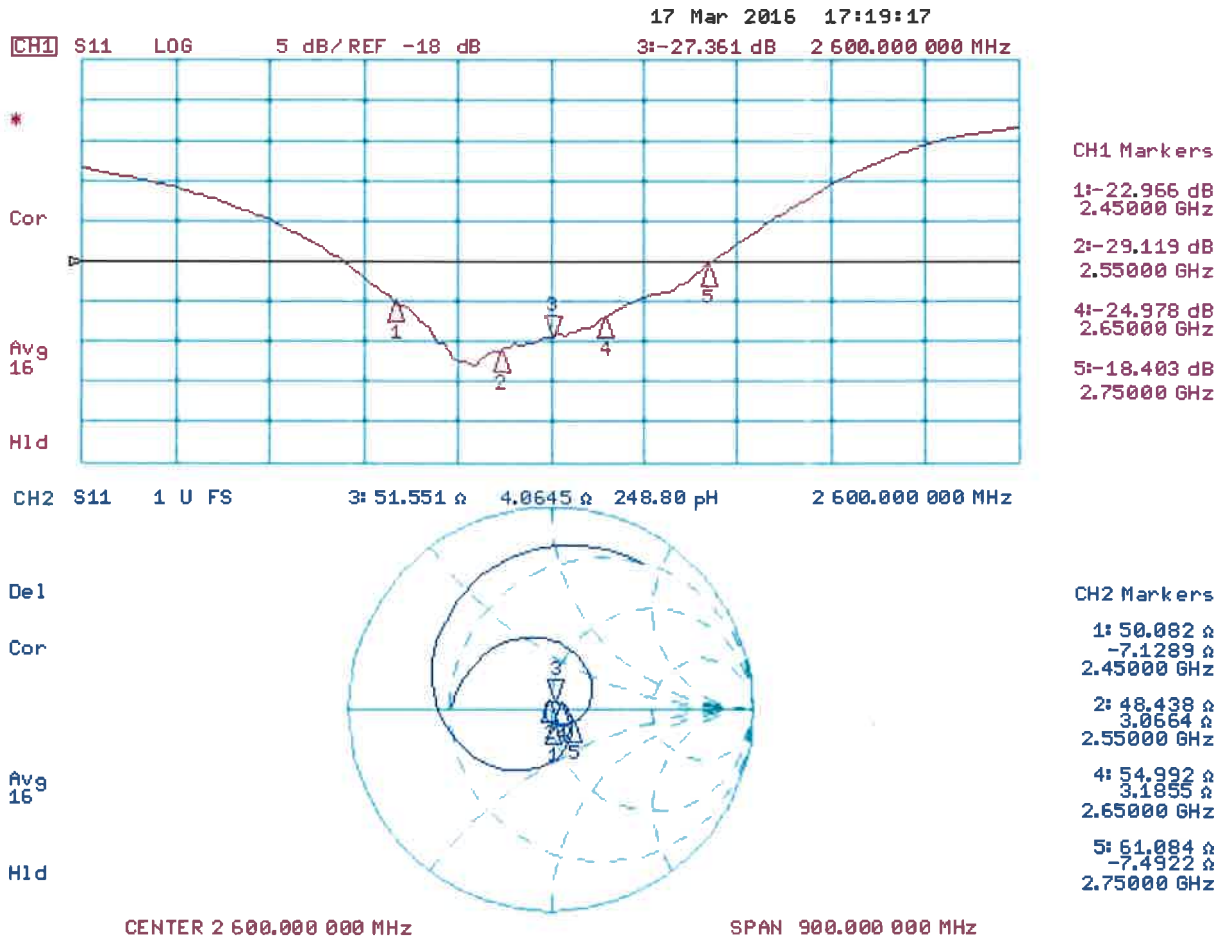 17 Mar 2016 17:19:17
CH1 S11 LOG 5 dB/REF -18 dB 3:-27.361 dB 2 600.000 000 MHz
*
Cor
Avg
16
Hld
1
2
3
4
5
CH1 Markers
1:-22.966 dB
2.45000 GHz
2:-29.119 dB
2.55000 GHz
4:-24.978 dB
2.65000 GHz
5:-18.403 dB
2.75000 GHz
CH2 S11 1 U FS 3: 51.551 Ω 4.0645 Ω 248.80 pH 2 600.000 000 MHz
Del
Cor
Avg
16
Hld
3
1
5
CH2 Markers
1: 50.082 Ω
-7.1289 Ω
2.45000 GHz
2: 48.438 Ω
3.0664 Ω
2.55000 GHz
4: 54.992 Ω
3.1855 Ω
2.65000 GHz
5: 61.084 Ω
-7.4922 Ω
2.75000 GHz
CENTER 2 600.000 000 MHz SPAN 900.000 000 MHz